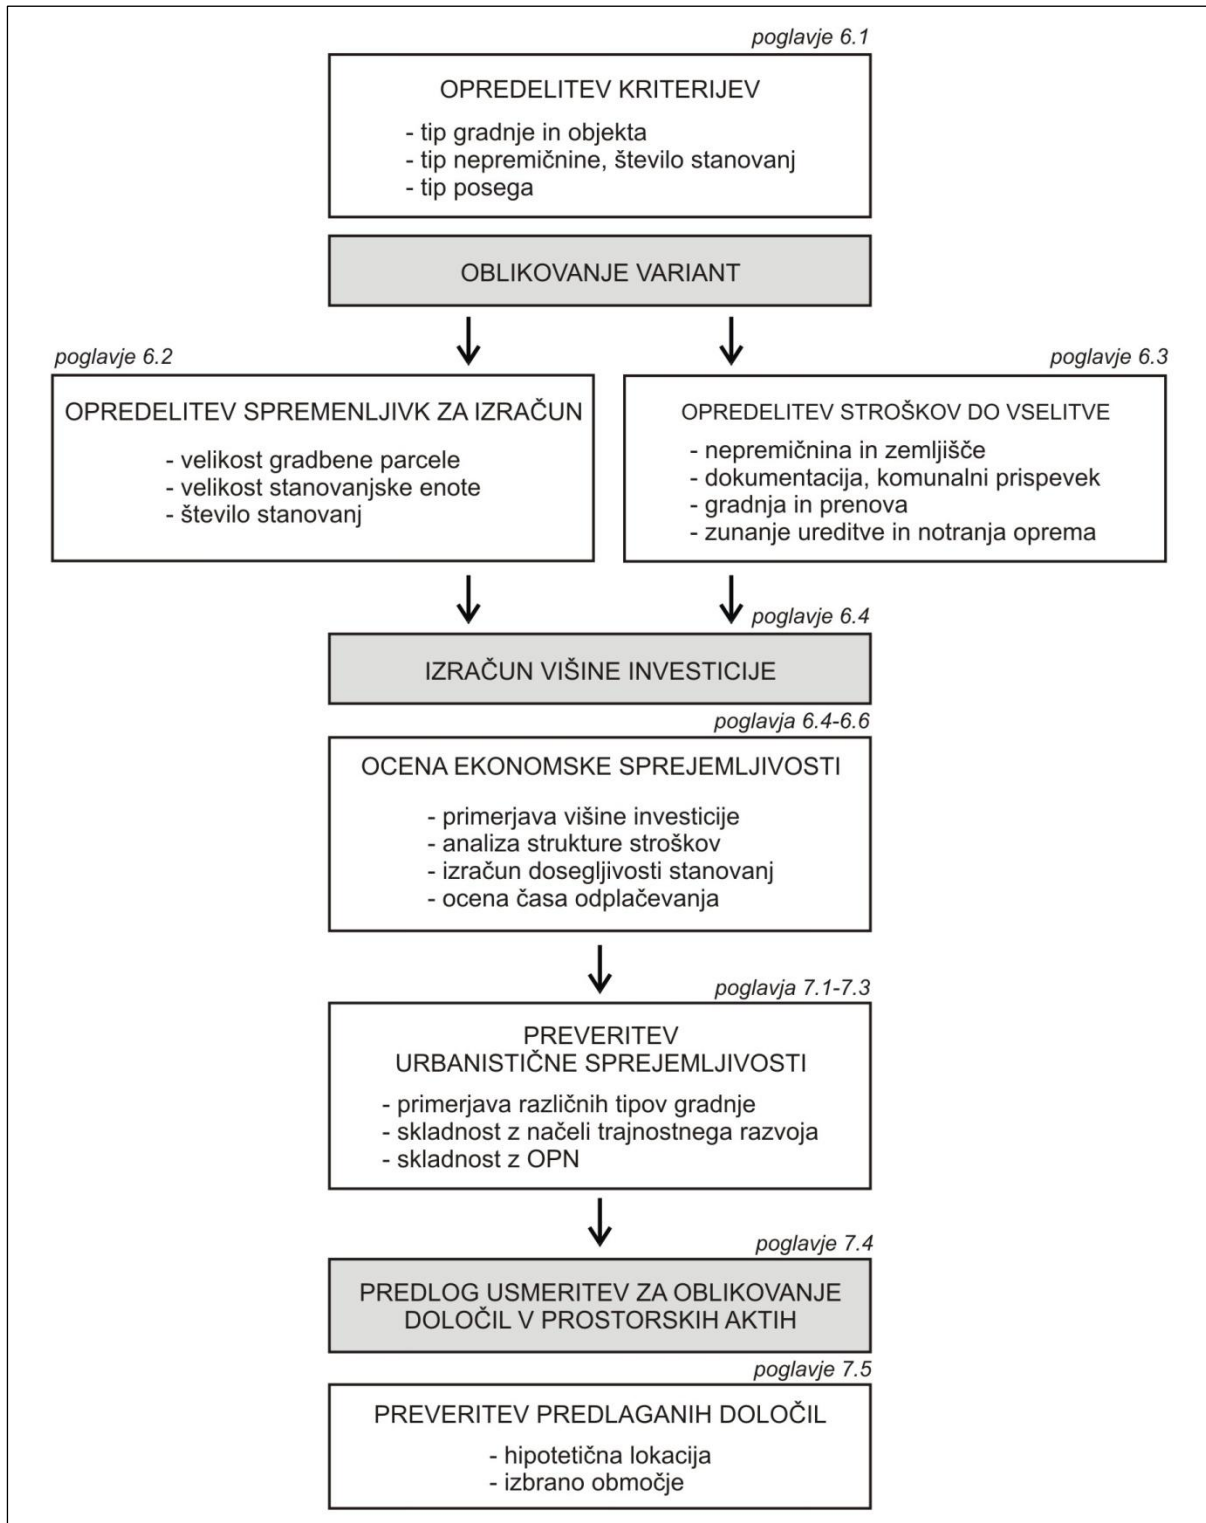 poglavje 6.1
OPREDELITEV KRITERIJEV
- tip gradnje in objekta
- tip nepremičnine, število stanovanj
- tip posega
OBLIKOVANJE VARIANT
poglavje 6.2
OPREDELITEV SPREMENLJIVK ZA IZRAČUN
- velikost gradbene parcele
- velikost stanovanjske enote
- število stanovanj
poglavje 6.3
OPREDELITEV STROŠKOV DO VSELITVE
- nepremičnina in zemljišče
- dokumentacija, komunalni prispevek
- gradnja in prenova
- zunanje ureditve in notranja oprema
poglavje 6.4
IZRAČUN VIŠINE INVESTICIJE
poglavja 6.4-6.6
OCENA EKONOMSKE SPREJEMLJIVOSTI
- primerjava višine investicije
- analiza strukture stroškov
- izračun dosegljivosti stanovanj
- ocena časa odplačevanja
poglavja 7.1-7.3
PREVERITEV
URBANISTIČNE SPREJEMLJIVOSTI
- primerjava različnih tipov gradnje
- skladnost z načeli trajnostnega razvoja
- skladnost z OPN
poglavje 7.4
PREDLOG USMERITEV ZA OBLIKOVANJE
DOLOČIL V PROSTORSKIH AKTIH
poglavje 7.5
PREVERITEV PREDLAGANIH DOLOČIL
- hipotetična lokacija
- izbrano območje